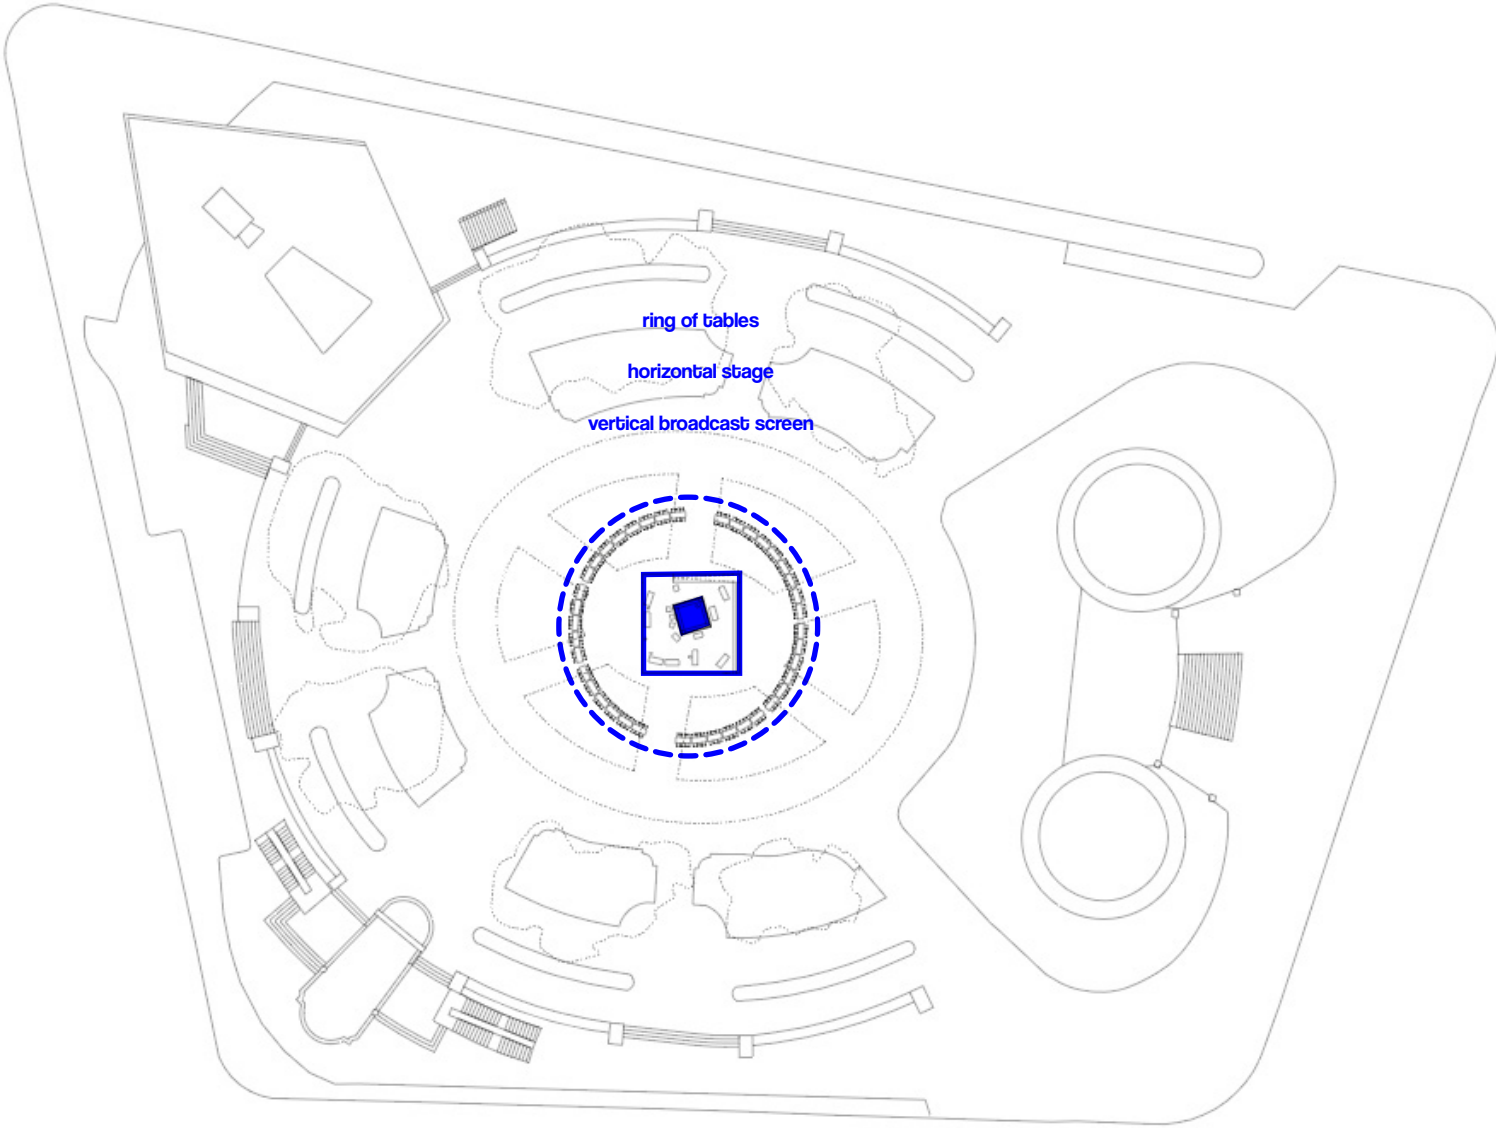 ring of tables
horizontal stage
vertical broadcast screen